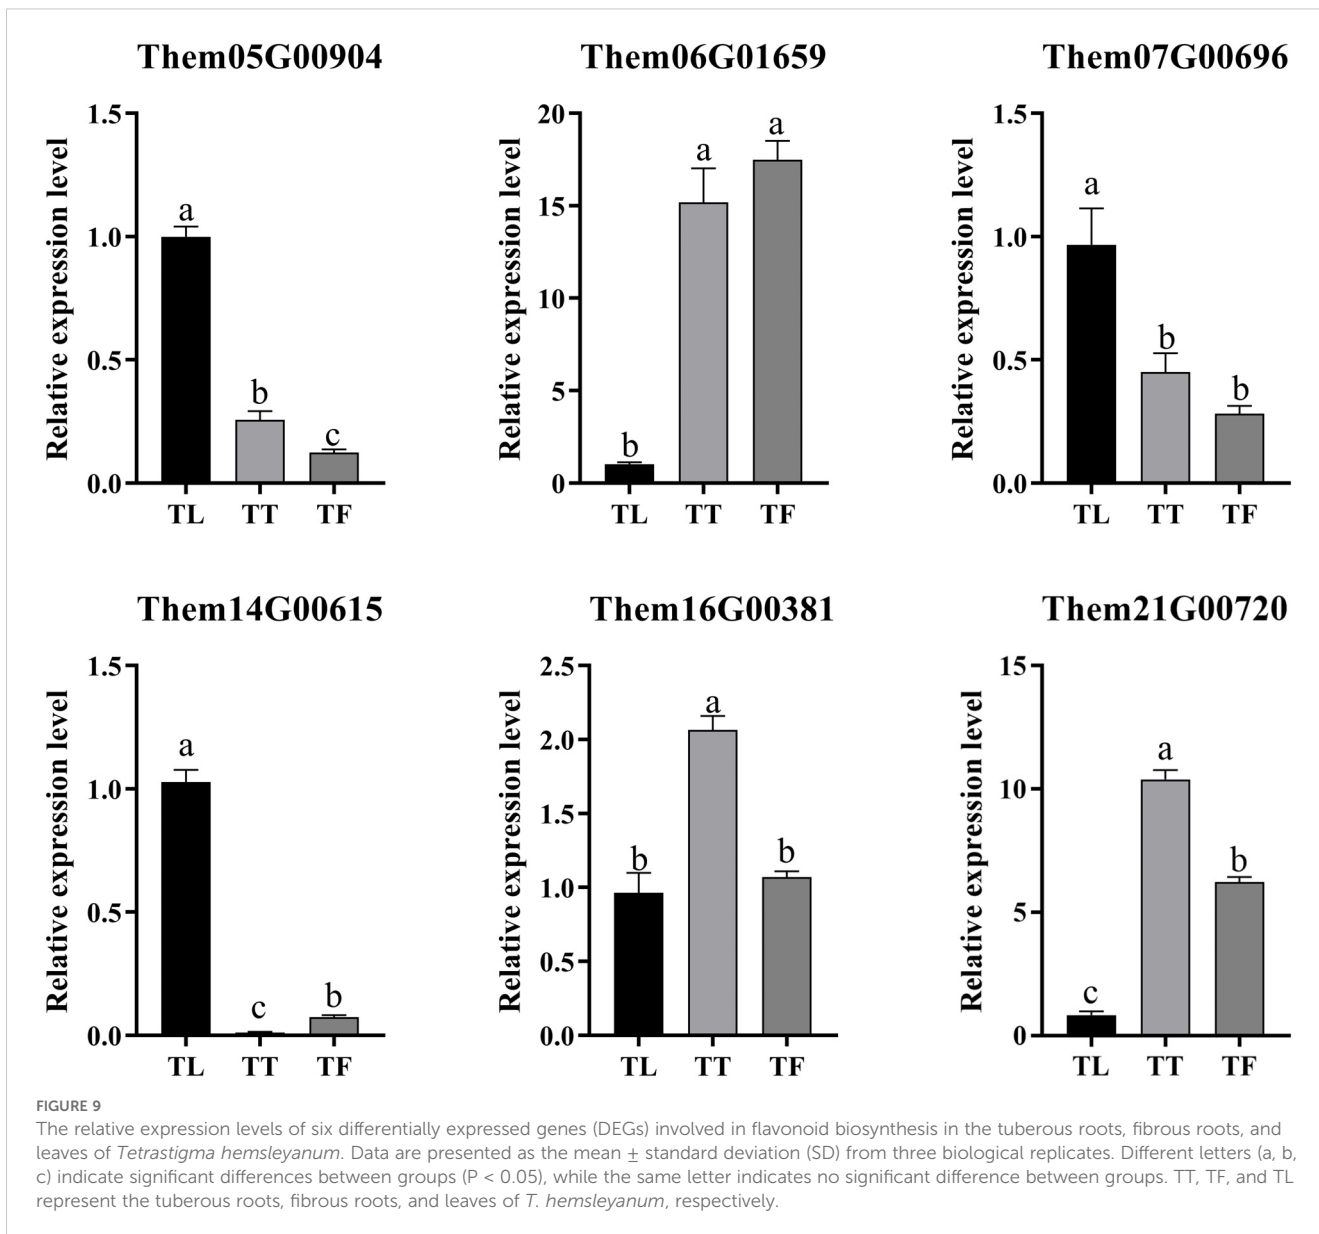 Them05G00904
Them06G01659
Them07G00696
Relative expression level
1.5
1.0
0.5
0.0
a
b
c
TL
TT
TF
Relative expression level
20
15
10
5
0
b
a
a
TL
TT
TF
Relative expression level
1.5
1.0
0.5
0.0
a
b
b
TL
TT
TF
Them14G00615
Them16G00381
Them21G00720
Relative expression level
1.5
1.0
0.5
0.0
a
c
b
TL
TT
TF
Relative expression level
2.5
2.0
1.5
1.0
0.5
0.0
b
a
b
TL
TT
TF
Relative expression level
15
10
5
0
c
a
b
TL
TT
TF
FIGURE 9
The relative expression levels of six differentially expressed genes (DEGs) involved in flavonoid biosynthesis in the tuberous roots, fibrous roots, and
leaves of Tetrastigma hemsleyanum. Data are presented as the mean ± standard deviation (SD) from three biological replicates. Different letters (a, b,
c) indicate significant differences between groups (P < 0.05), while the same letter indicates no significant difference between groups. TT, TF, and TL
represent the tuberous roots, fibrous roots, and leaves of T. hemsleyanum, respectively.